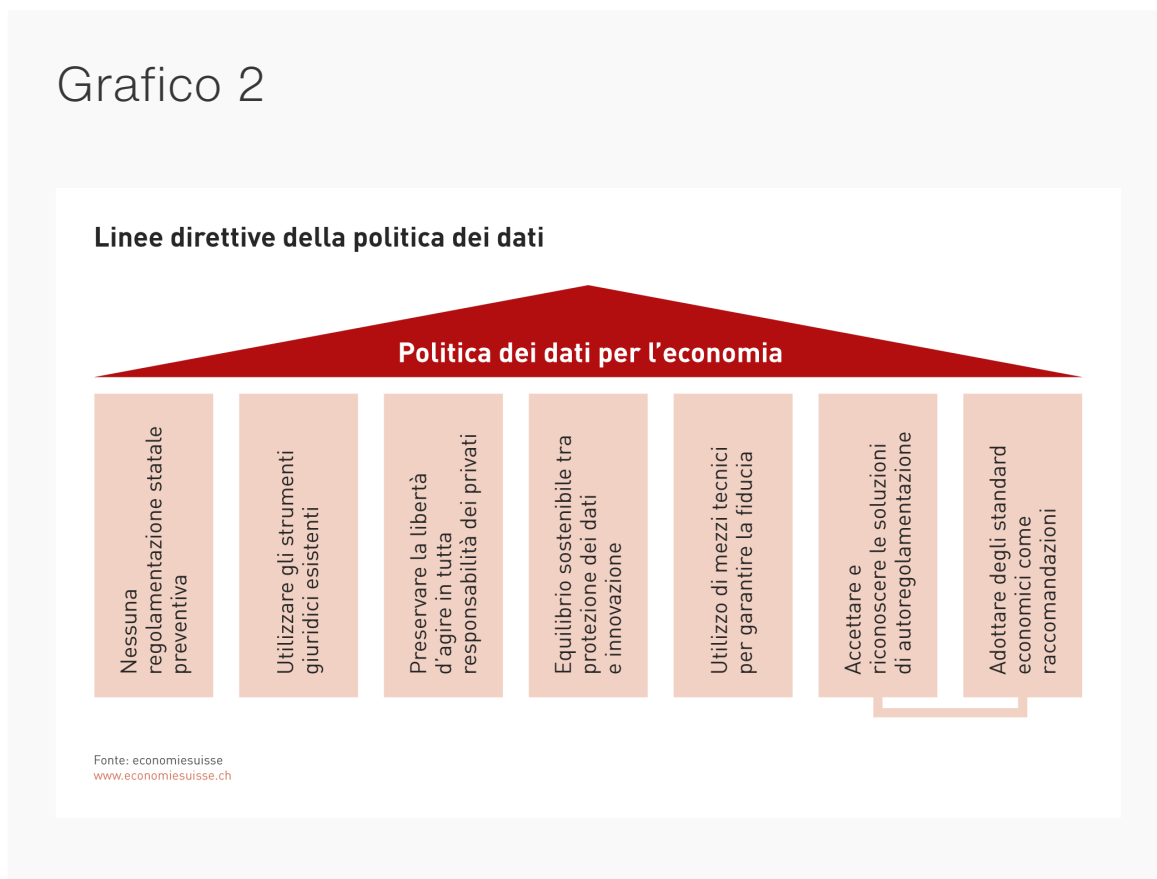 Grafico 2
Linee direttive della politica dei dati
Politica dei dati per l’economia
Nessuna
regolamentazione statale
preventiva
Utilizzare gli strumenti
giuridici esistenti
Preservare la libertà
d’agire in tutta
responsabilità dei privati
Equilibrio sostenibile tra
protezione dei dati
e innovazione
Utilizzo di mezzi tecnici
per garantire la fiducia
Accettare e
riconoscere le soluzioni
di autoregolamentazione
Adottare degli standard
economici come
raccomandazioni
Fonte: economiesuisse
www.economiesuisse.ch